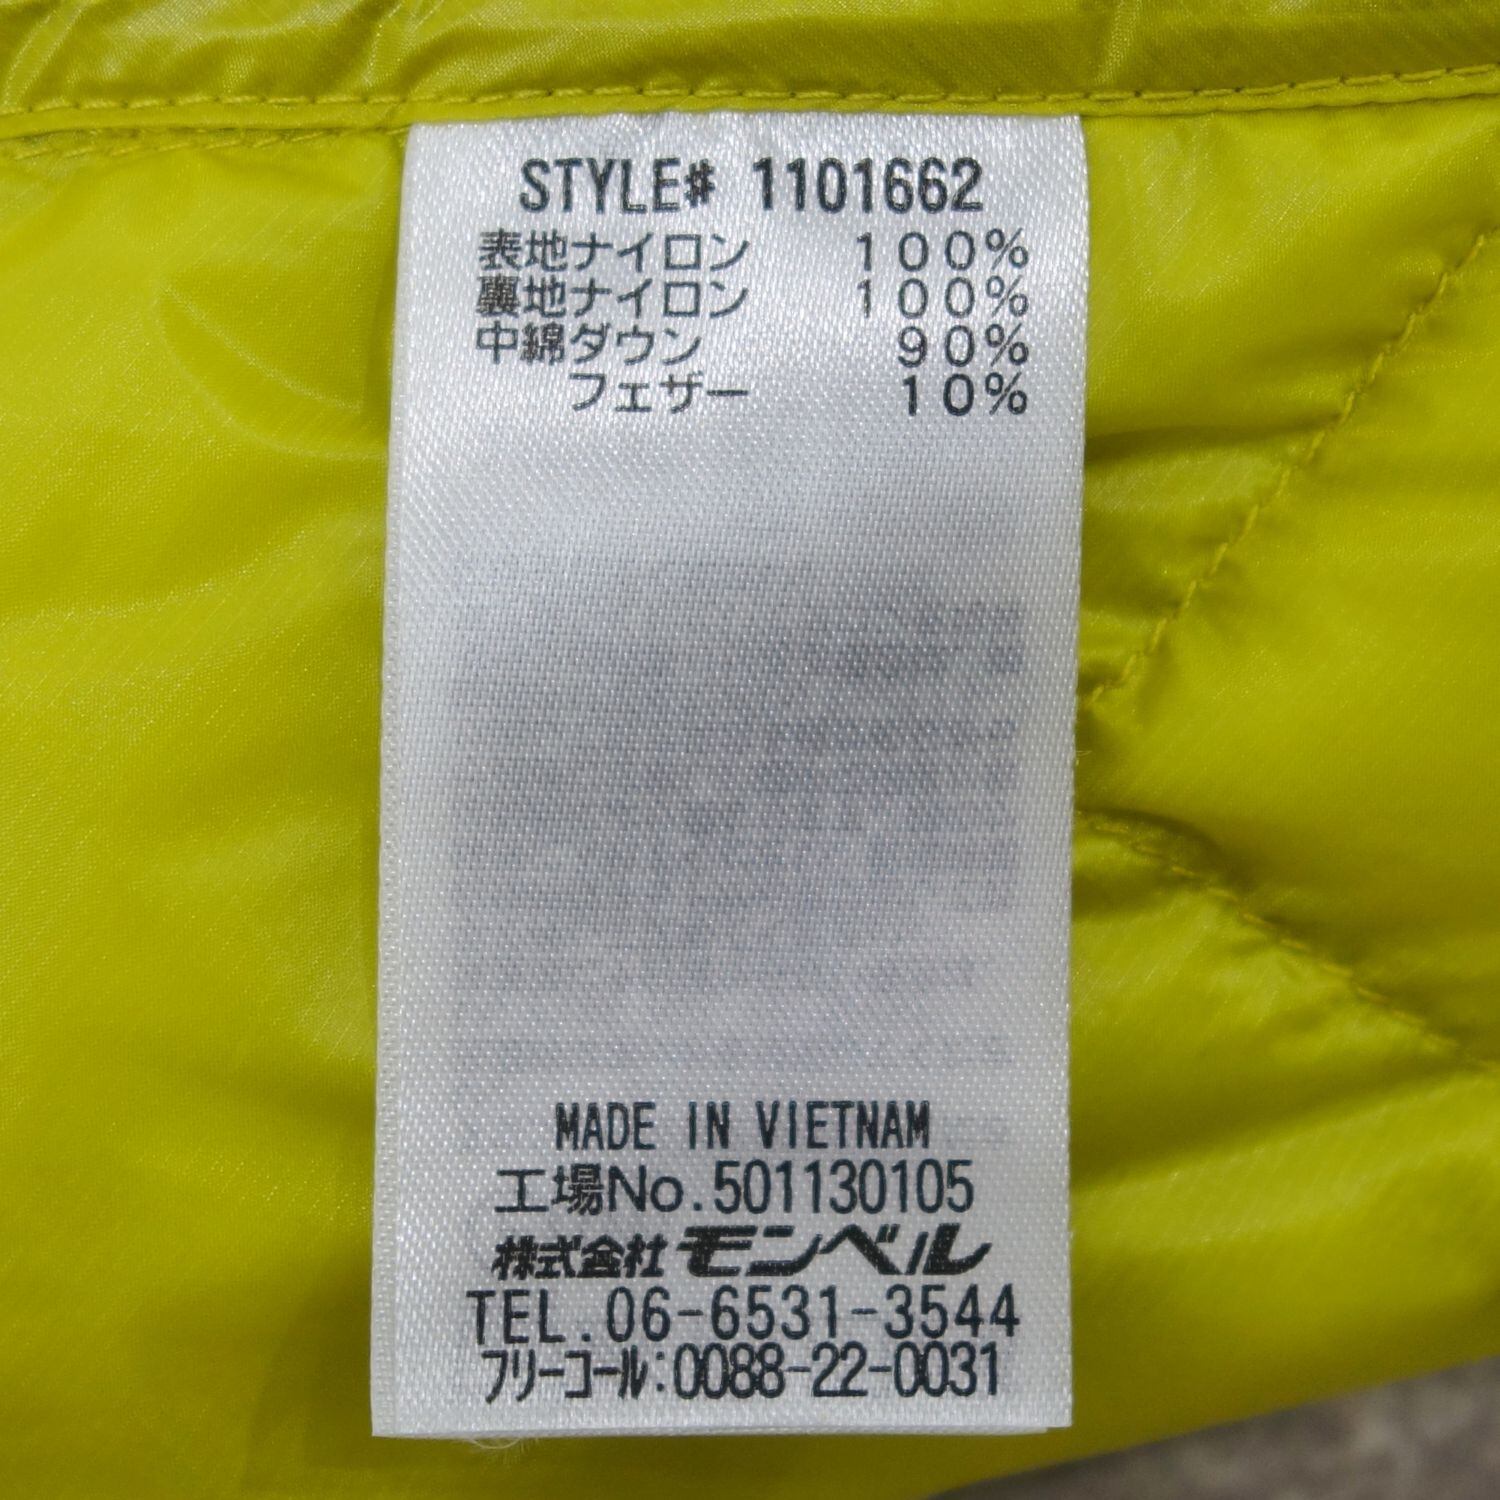 STYLE# 1101662
表地ナイロン 100%
裏地ナイロン 100%
中綿ダウン 90%
フェザー 10%
MADE IN VIETNAM
工場No.501130105
株式会社モンベル
TEL.06-6531-3544
フリーコール:0088-22-0031